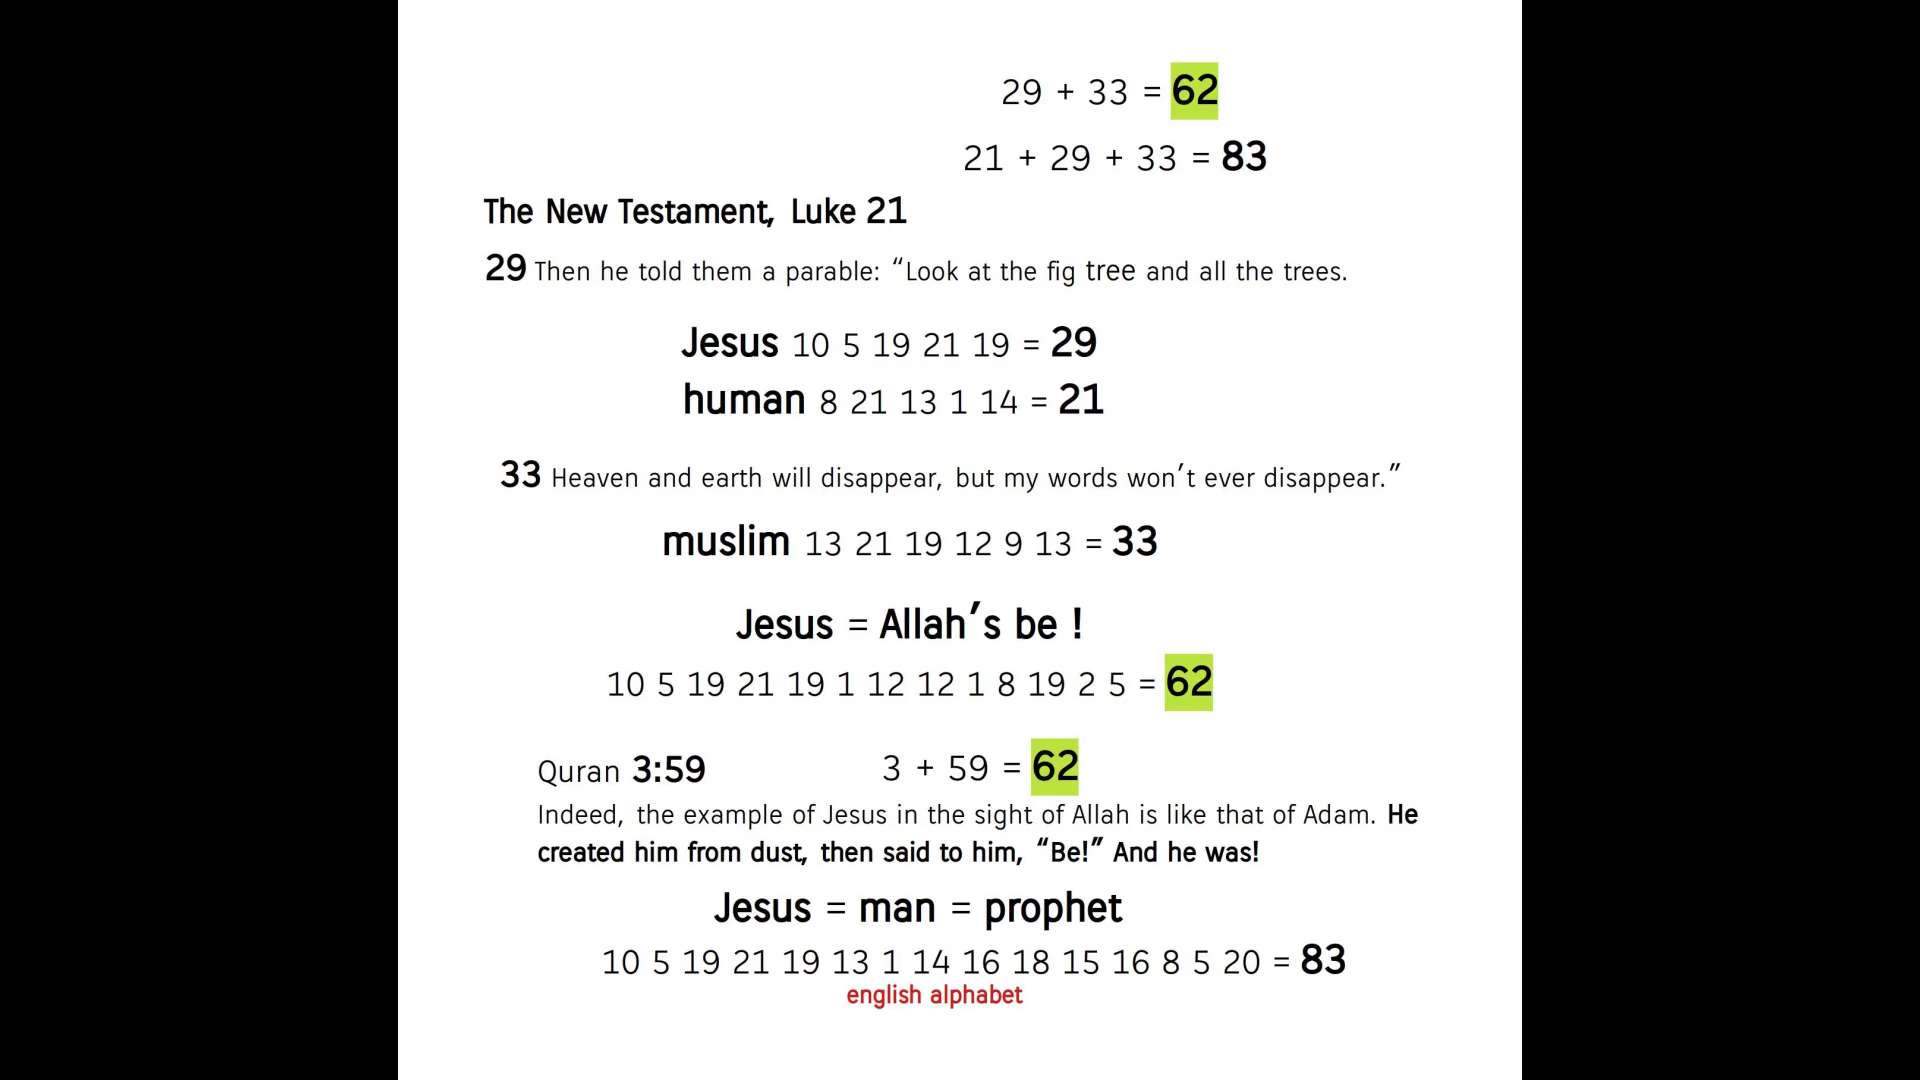 29 + 33 = 62
21 + 29 + 33 = 83
The New Testament, Luke 21
29 Then he told them a parable: “Look at the fig tree and all the trees.
Jesus 10 5 19 21 19 = 29
human 8 21 13 1 14 = 21
33 Heaven and earth will disappear, but my words won’t ever disappear.”
muslim 13 21 19 12 9 13 = 33
Jesus = Allah’s be !
10 5 19 21 19 1 12 12 1 8 19 2 5 = 62
Quran 3:59 3 + 59 = 62
Indeed, the example of Jesus in the sight of Allah is like that of Adam. He
created him from dust, then said to him, “Be!” And he was!
Jesus = man = prophet
10 5 19 21 19 13 1 14 16 18 15 16 8 5 20 = 83
english alphabet